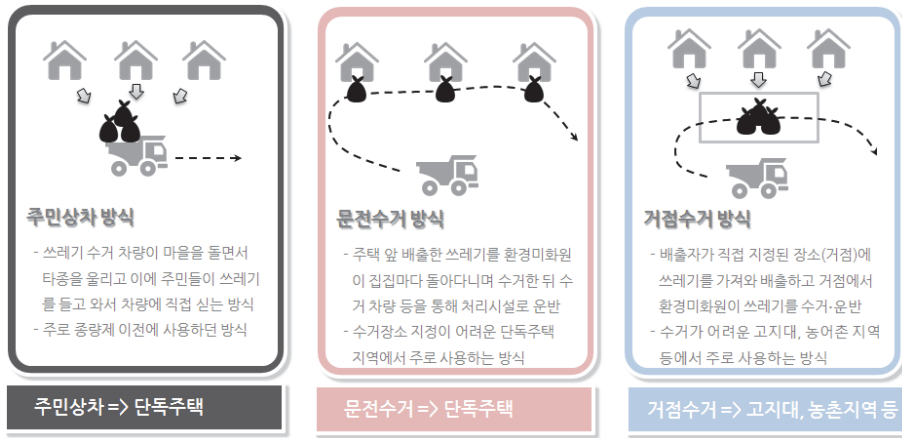 주민상차 방식
- 쓰레기 수거 차량이 마을을 돌면서
타종을 울리고 이에 주민들이 쓰레기
를 들고 와서 차량에 직접 싣는 방식
- 주로 종량제 이전에 사용하던 방식
주민상차 => 단독주택
문전수거 방식
- 주택 앞 배출한 쓰레기를 환경미화원
이 집집마다 돌아다니며 수거한 뒤 수
거 차량 등을 통해 처리시설로 운반
- 수거장소 지정이 어려운 단독주택
지역에서 주로 사용하는 방식
문전수거 => 단독주택
거점수거 방식
- 배출자가 직접 지정된 장소(거점)에
쓰레기를 가져와 배출하고 거점에서
환경미화원이 쓰레기를 수거·운반
- 수거가 어려운 고지대, 농어촌 지역
등에서 주로 사용하는 방식
거점수거 => 고지대, 농촌지역 등